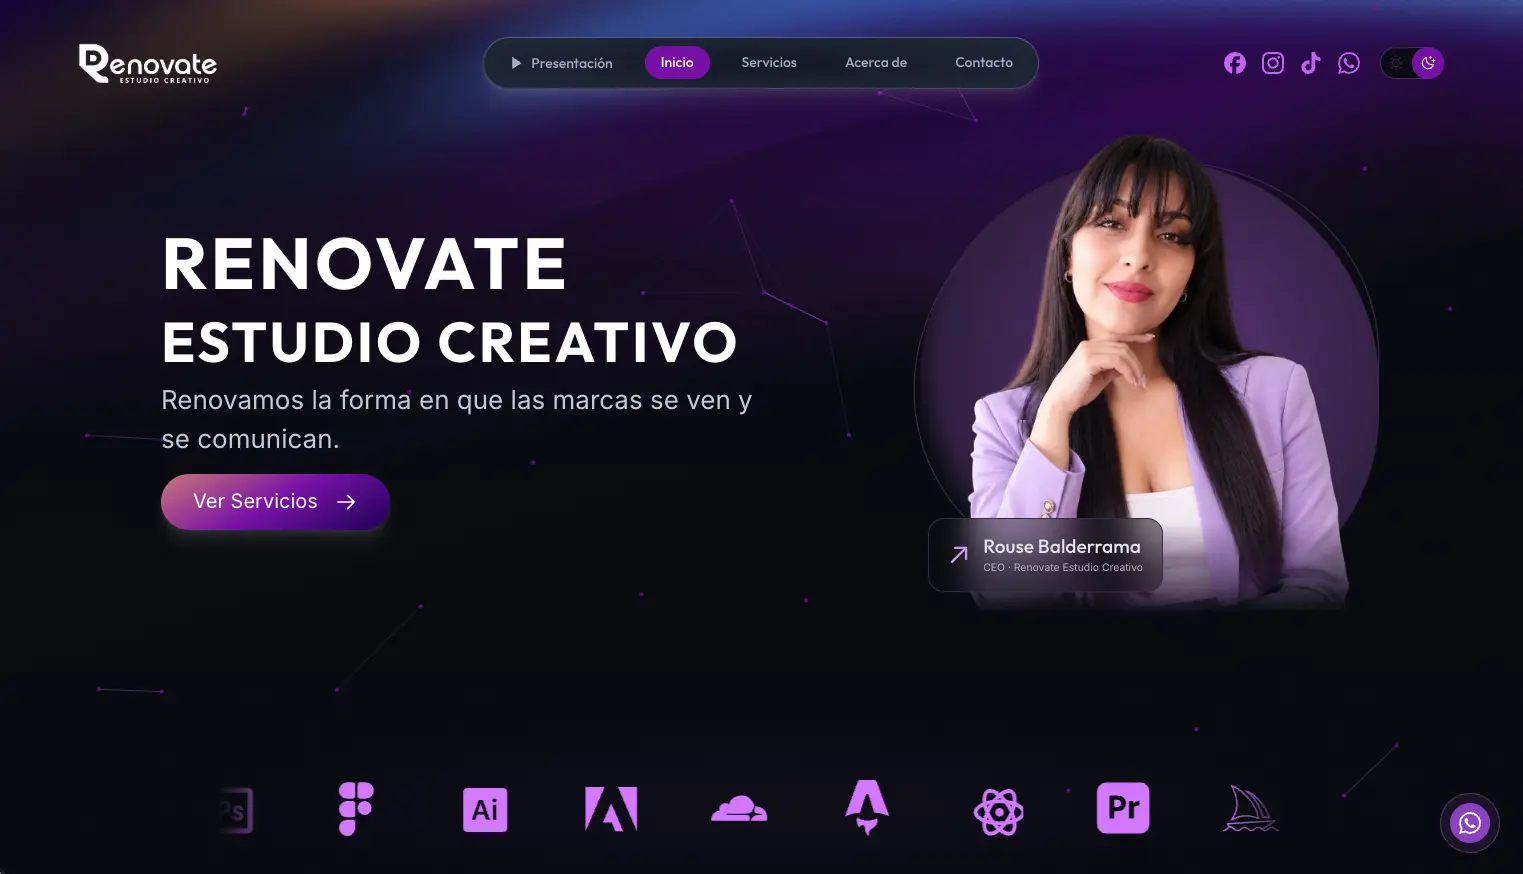 Renovate
ESTUDIO CREATIVO
Presentación
Inicio
Servicios
Acerca de
Contacto
RENOVATE
ESTUDIO CREATIVO
Renovamos la forma en que las marcas se ven y
se comunican.
Ver Servicios
Rouse Balderrama
CEO · Renovate Estudio Creativo
Ps
Ai
Pr